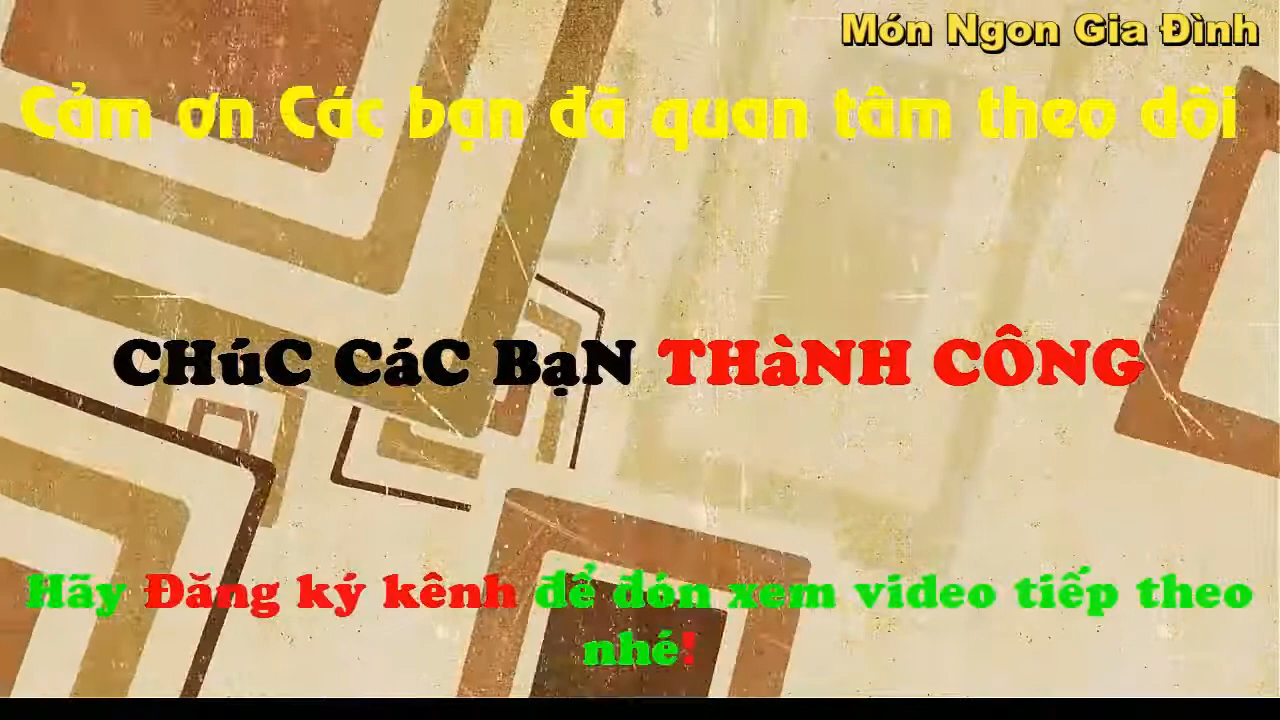 Món Ngon Gia Đình
Cảm ơn Các bạn đã quan tâm theo dõi
CHúC CáC BạN THàNH CÔNG
Hãy Đăng ký kênh để đón xem video tiếp theo
nhé!